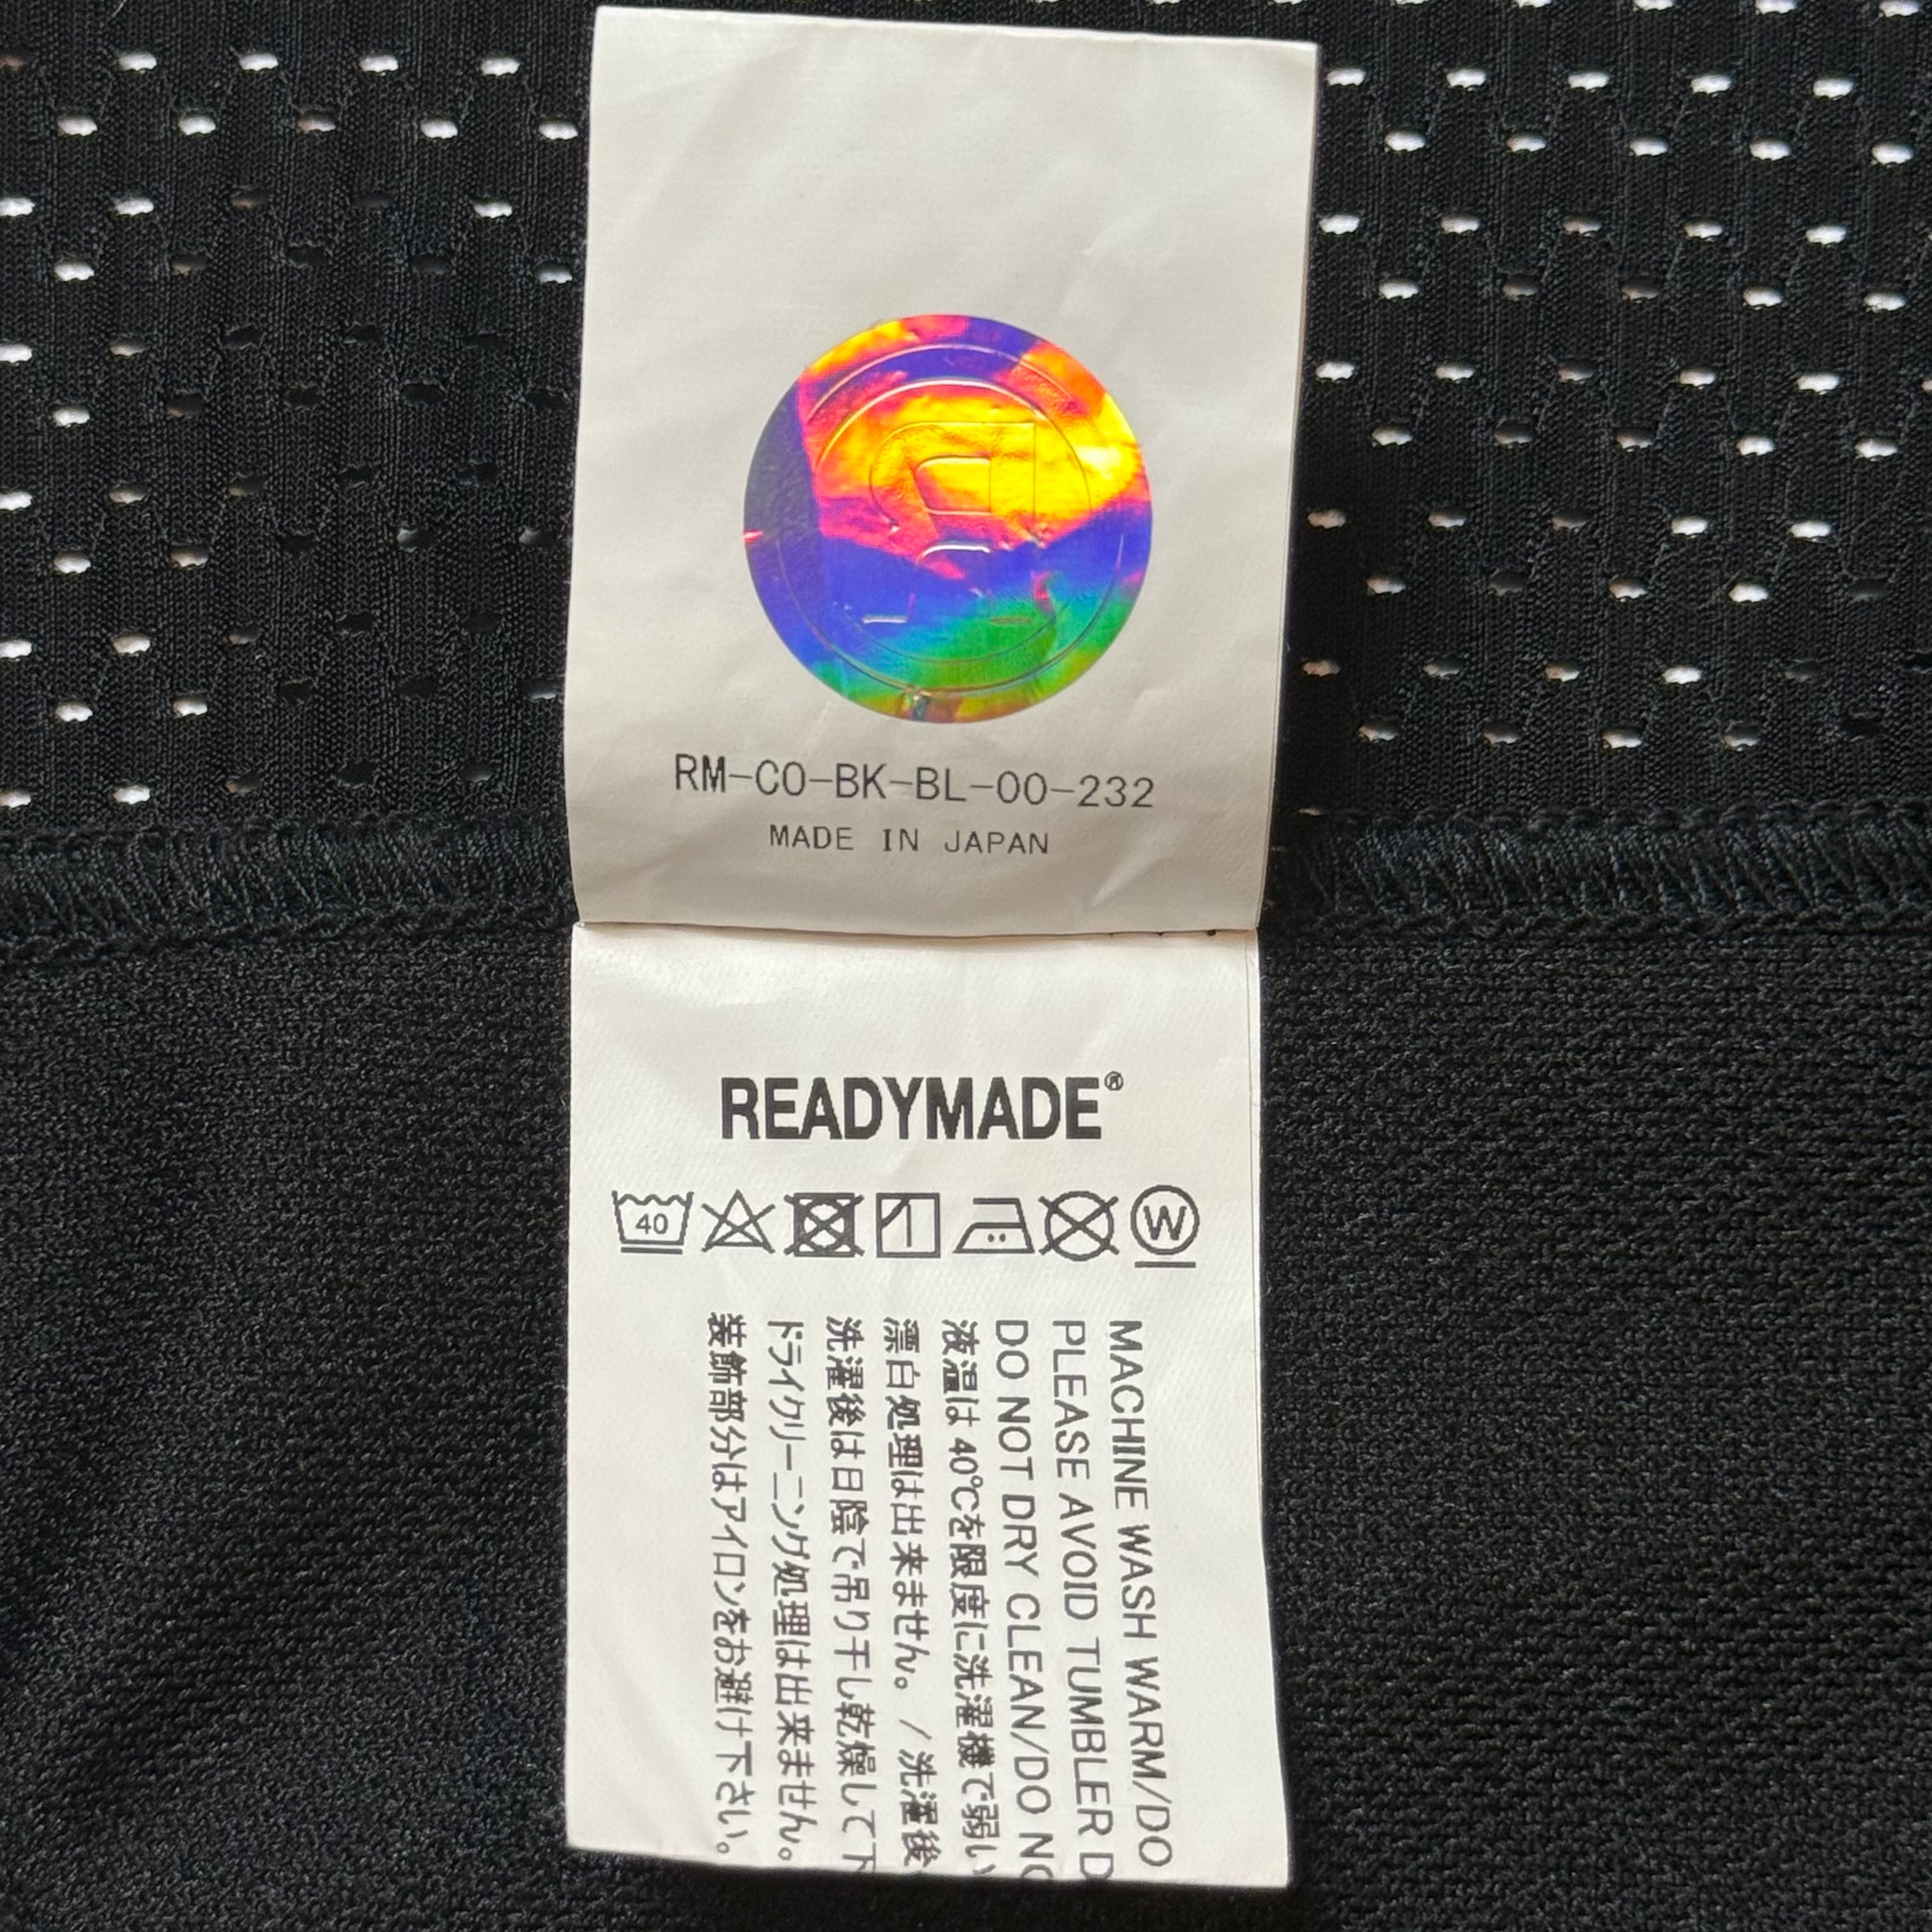 RM-CO-BK-BL-00-232
MADE IN JAPAN
READYMADE®
40
W
MACHINE WASH WARM/DO
PLEASE AVOID TUMBLER D
DO NOT DRY CLEAN/DO NO
液温は 40℃を限度に洗濯機で弱い
漂白処理は出来ません。/ 洗濯後
洗濯後は日陰で吊り干し乾燥して下
ドライクリーニング処理は出来ません。
装飾部分はアイロンをお避け下さい。